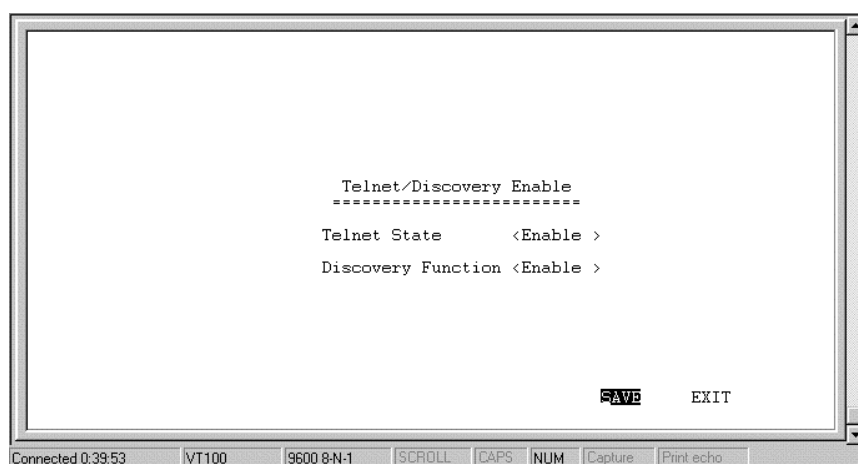 Telnet/Discovery Enable
=========================
Telnet State <Enable >
Discovery Function <Enable >
SAVE EXIT
Connected 0:39:53 VT100 9600 8-N-1 SCROLL CAPS NUM Capture Print echo